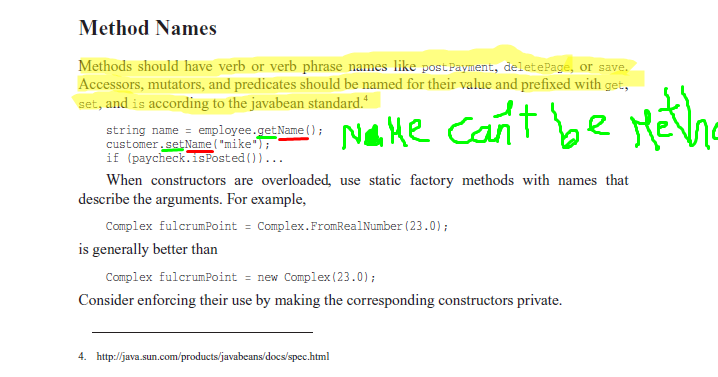 Method Names
Methods should have verb or verb phrase names like postPayment, deletePage, or save.
Accessors, mutators, and predicates should be named for their value and prefixed with get,
set, and is according to the javabean standard.4
string name = employee.getName();
customer.setName("mike");
if (paycheck.isPosted())...
Name can't be Metho
When constructors are overloaded, use static factory methods with names that
describe the arguments. For example,
Complex fulcrumPoint = Complex.FromRealNumber(23.0);
is generally better than
Complex fulcrumPoint = new Complex(23.0);
Consider enforcing their use by making the corresponding constructors private.
4. http://java.sun.com/products/javabeans/docs/spec.html